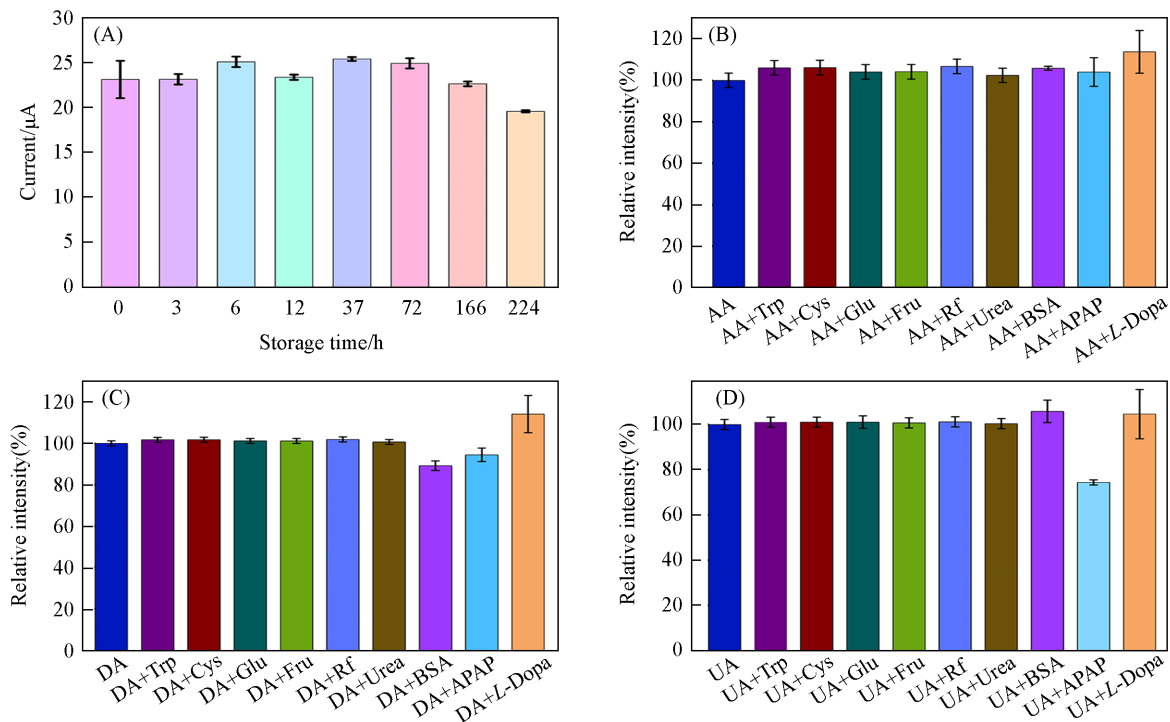 (A)
30
25
20
15
10
5
0
Current/μA
0 3 6 12 37 72 166 224
Storage time/h
(B)
120
100
80
60
40
20
0
Relative intensity(%)
AA AA+Trp AA+Cys AA+Glu AA+Fru AA+Rf AA+Urea AA+BSA AA+APAP AA+L-Dopa
(C)
120
100
80
60
40
20
0
Relative intensity(%)
DA DA+Trp DA+Cys DA+Glu DA+Fru DA+Rf DA+Urea DA+BSA DA+APAP DA+L-Dopa
(D)
100
80
60
40
20
0
Relative intensity(%)
UA UA+Trp UA+Cys UA+Glu UA+Fru UA+Rf UA+Urea UA+BSA UA+APAP UA+L-Dopa